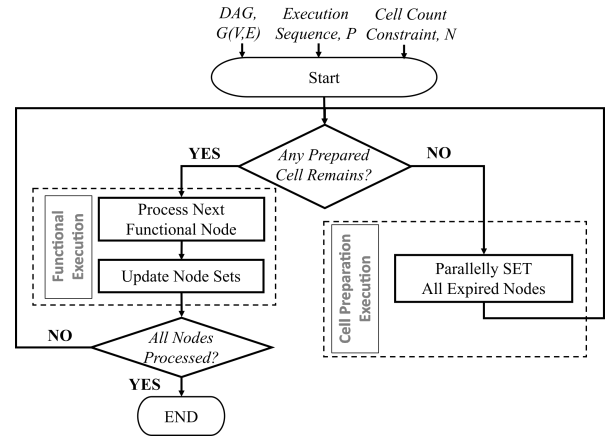 DAG, G(V,E)
Execution Sequence, P
Cell Count Constraint, N
Start
Any Prepared Cell Remains?
YES
NO
Functional Execution
Process Next Functional Node
Update Node Sets
Cell Preparation Execution
Parallelly SET All Expired Nodes
All Nodes Processed?
NO
YES
END